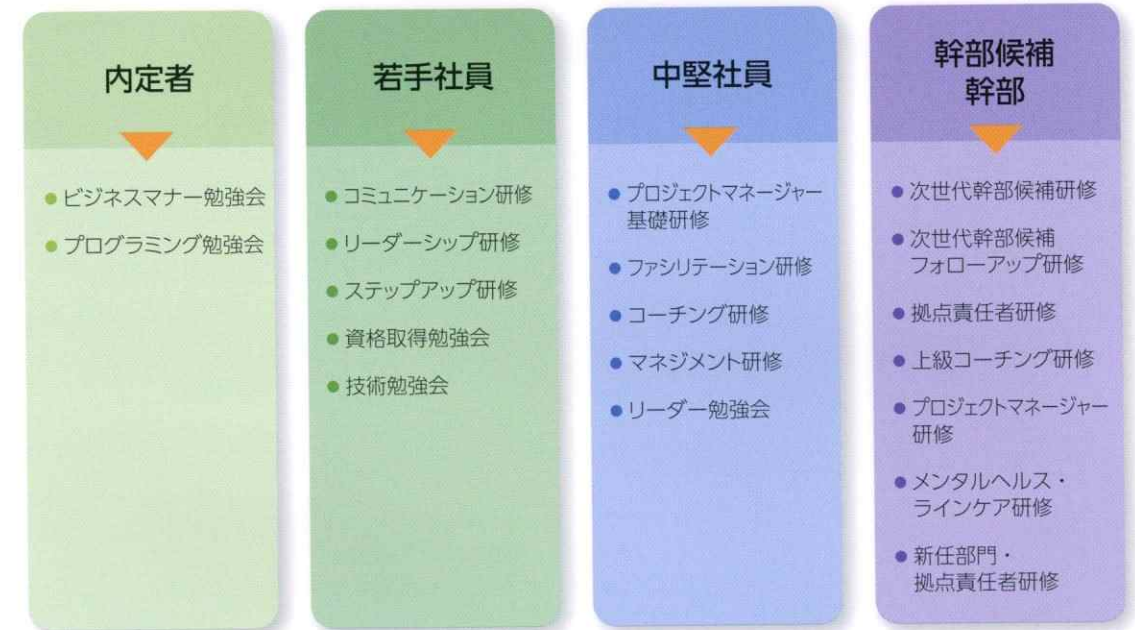 内定者
● ビジネスマナー勉強会
● プログラミング勉強会
若手社員
● コミュニケーション研修
● リーダーシップ研修
● ステップアップ研修
● 資格取得勉強会
● 技術勉強会
中堅社員
● プロジェクトマネージャー
基礎研修
● ファシリテーション研修
● コーチング研修
● マネジメント研修
● リーダー勉強会
幹部候補
幹部
● 次世代幹部候補研修
● 次世代幹部候補
フォローアップ研修
● 拠点責任者研修
● 上級コーチング研修
● プロジェクトマネージャー
研修
● メンタルヘルス・
ラインケア研修
● 新任部門・
拠点責任者研修